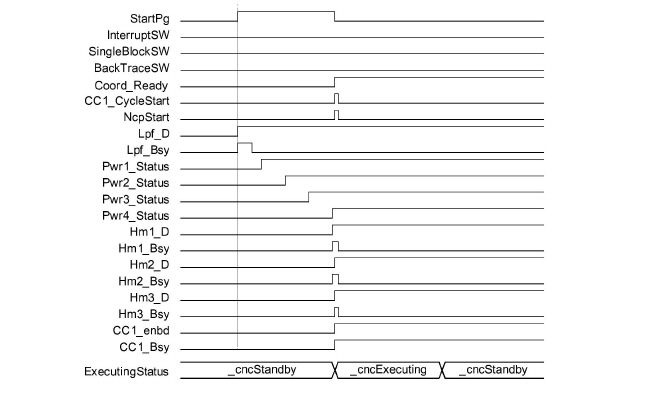 StartPg
InterruptSW
SingleBlockSW
BackTraceSW
Coord_Ready
CC1_CycleStart
NcpStart
Lpf_D
Lpf_Bsy
Pwr1_Status
Pwr2_Status
Pwr3_Status
Pwr4_Status
Hm1_D
Hm1_Bsy
Hm2_D
Hm2_Bsy
Hm3_D
Hm3_Bsy
CC1_enbd
CC1_Bsy
ExecutingStatus _cncStandby _cncExecuting _cncStandby